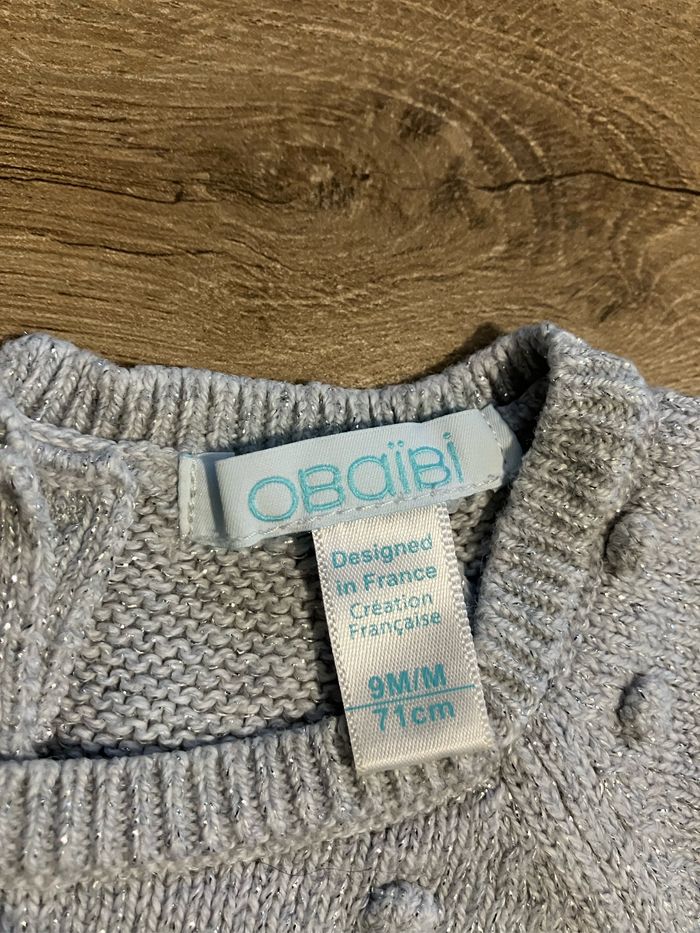 OBaïBi
Designed
in France
Création
Française
9M/M
71cm